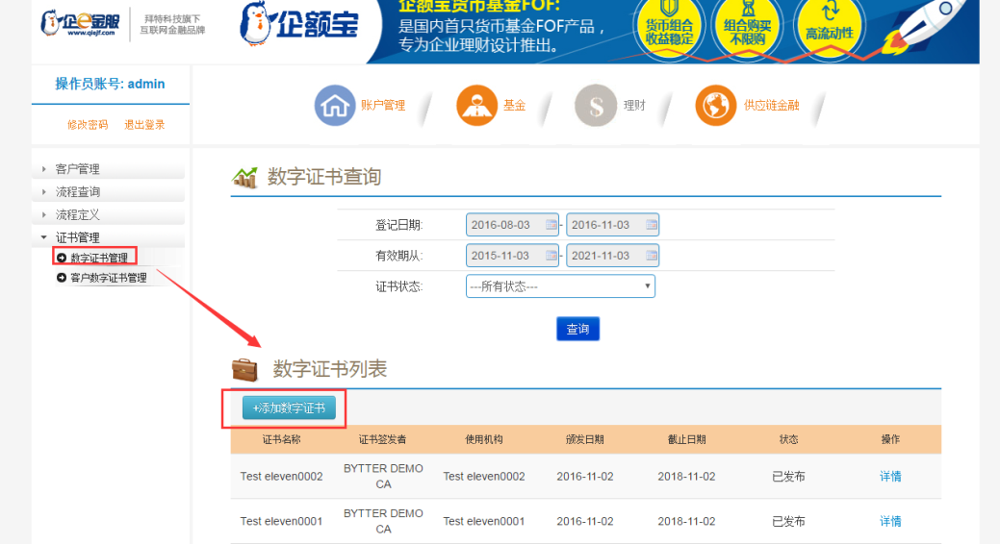 企e金服
www.qiejf.com
拜特科技旗下
互联网金融品牌
企额宝
企额宝货币基金FOF:
是国内首只货币基金FOF产品，
专为企业理财设计推出。
货币组合
收益稳定
组合购买
不限购
高流动性
操作员账号: admin
修改密码 退出登录
账户管理
基金
理财
供应链金融
客户管理
流程查询
流程定义
证书管理
数字证书管理
客户数字证书管理
数字证书查询
登记日期: 2016-08-03 - 2016-11-03
有效期从: 2015-11-03 - 2021-11-03
证书状态: ---所有状态---
查询
数字证书列表
+添加数字证书
证书名称 证书签发者 使用机构 颁发日期 截止日期 状态 操作
Test eleven0002 BYTTER DEMO CA Test eleven0002 2016-11-02 2018-11-02 已发布 详情
Test eleven0001 BYTTER DEMO CA Test eleven0001 2016-11-02 2018-11-02 已发布 详情